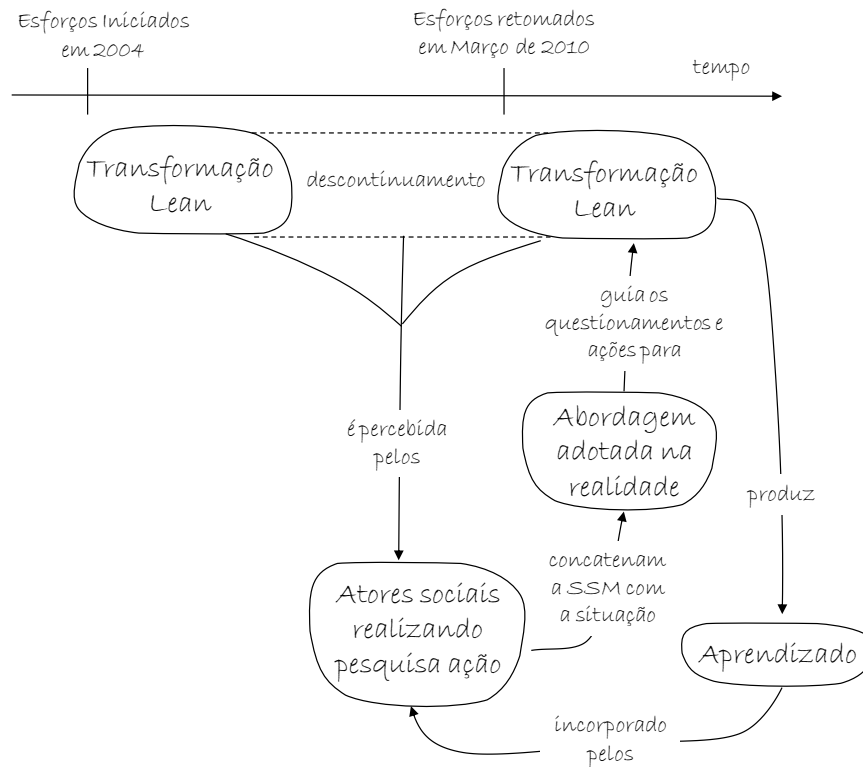 Esforços Iniciados
em 2004
Esforços retomados
em Março de 2010
tempo
Transformação
Lean
descontinuamento
Transformação
Lean
guia os
questionamentos e
ações para
Abordagem
adotada na
realidade
é percebida
pelos
produz
concatenam
a SSM com
a situação
Atores sociais
realizando
pesquisa ação
Aprendizado
incorporado
pelos